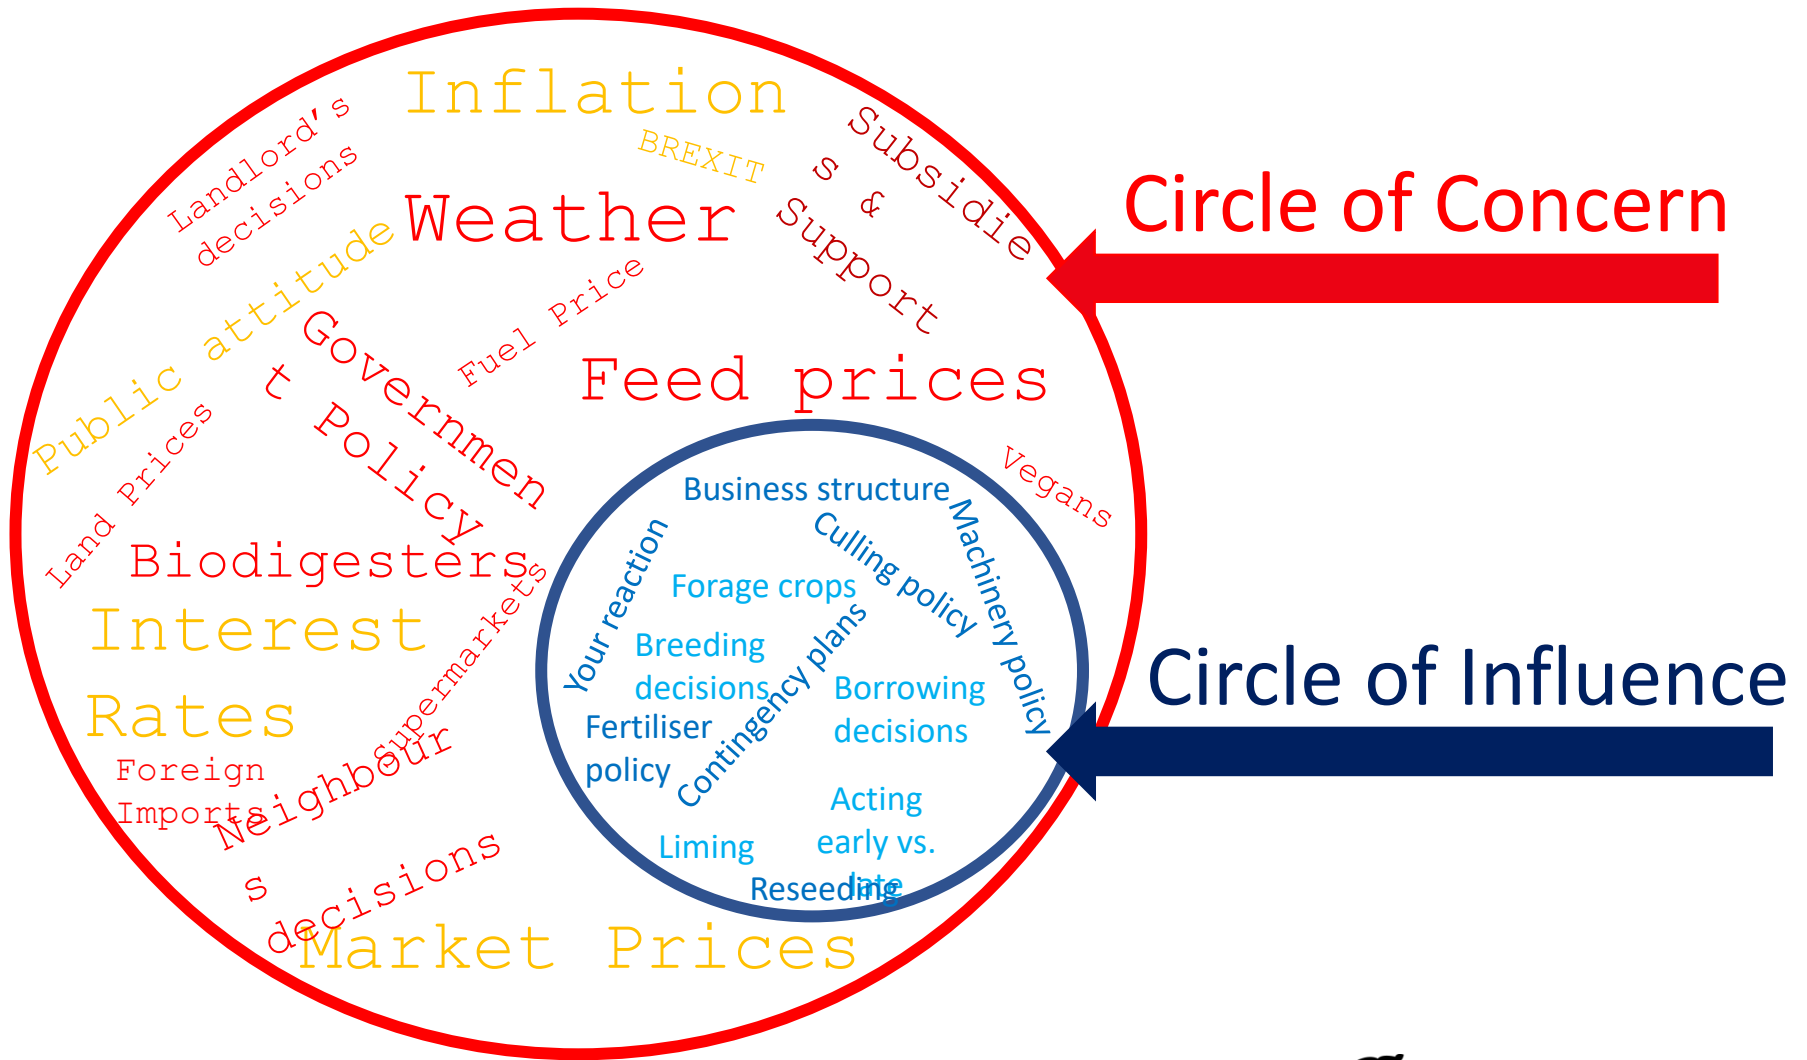 Inflation
BREXIT
Landlord's
decisions
Subsidie
s &
Support
Circle of Concern
Weather
Public attitude
Fuel Price
Governmen
t Policy
Feed prices
Land Prices
Vegans
Biodigesters
Supermarkets
Interest
Rates
Foreign
Imports
Neighbour
s
decisions
Market Prices
Business structure
Your reaction
Culling policy
Machinery policy
Forage crops
Breeding
decisions
Contingency plans
Borrowing
decisions
Fertiliser
policy
Acting
early vs.
late
Liming
Reseeding
Circle of Influence